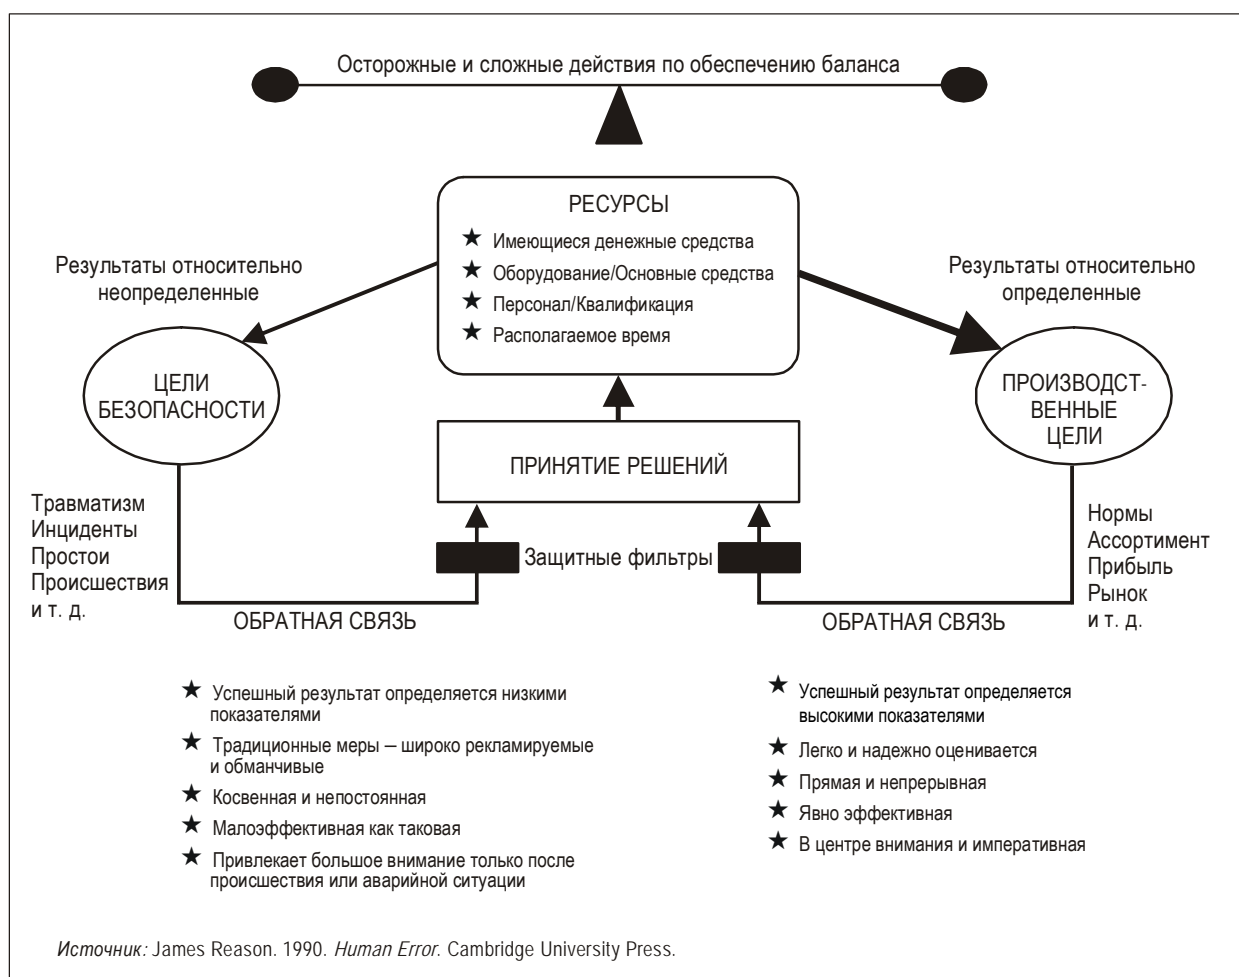 Осторожные и сложные действия по обеспечению баланса
РЕСУРСЫ
★ Имеющиеся денежные средства
★ Оборудование/Основные средства
★ Персонал/Квалификация
★ Располагаемое время
Результаты относительно
неопределенные
Результаты относительно
определенные
ЦЕЛИ
БЕЗОПАСНОСТИ
ПРОИЗВОДСТ-
ВЕННЫЕ
ЦЕЛИ
ПРИНЯТИЕ РЕШЕНИЙ
Травматизм
Инциденты
Простои
Происшествия
и т. д.
Защитные фильтры
Нормы
Ассортимент
Прибыль
Рынок
и т. д.
ОБРАТНАЯ СВЯЗЬ
ОБРАТНАЯ СВЯЗЬ
★ Успешный результат определяется низкими
показателями
★ Традиционные меры – широко рекламируемые
и обманчивые
★ Косвенная и непостоянная
★ Малоэффективная как таковая
★ Привлекает большое внимание только после
происшествия или аварийной ситуации
★ Успешный результат определяется
высокими показателями
★ Легко и надежно оценивается
★ Прямая и непрерывная
★ Явно эффективная
★ В центре внимания и императивная
Источник: James Reason. 1990. Human Error. Cambridge University Press.